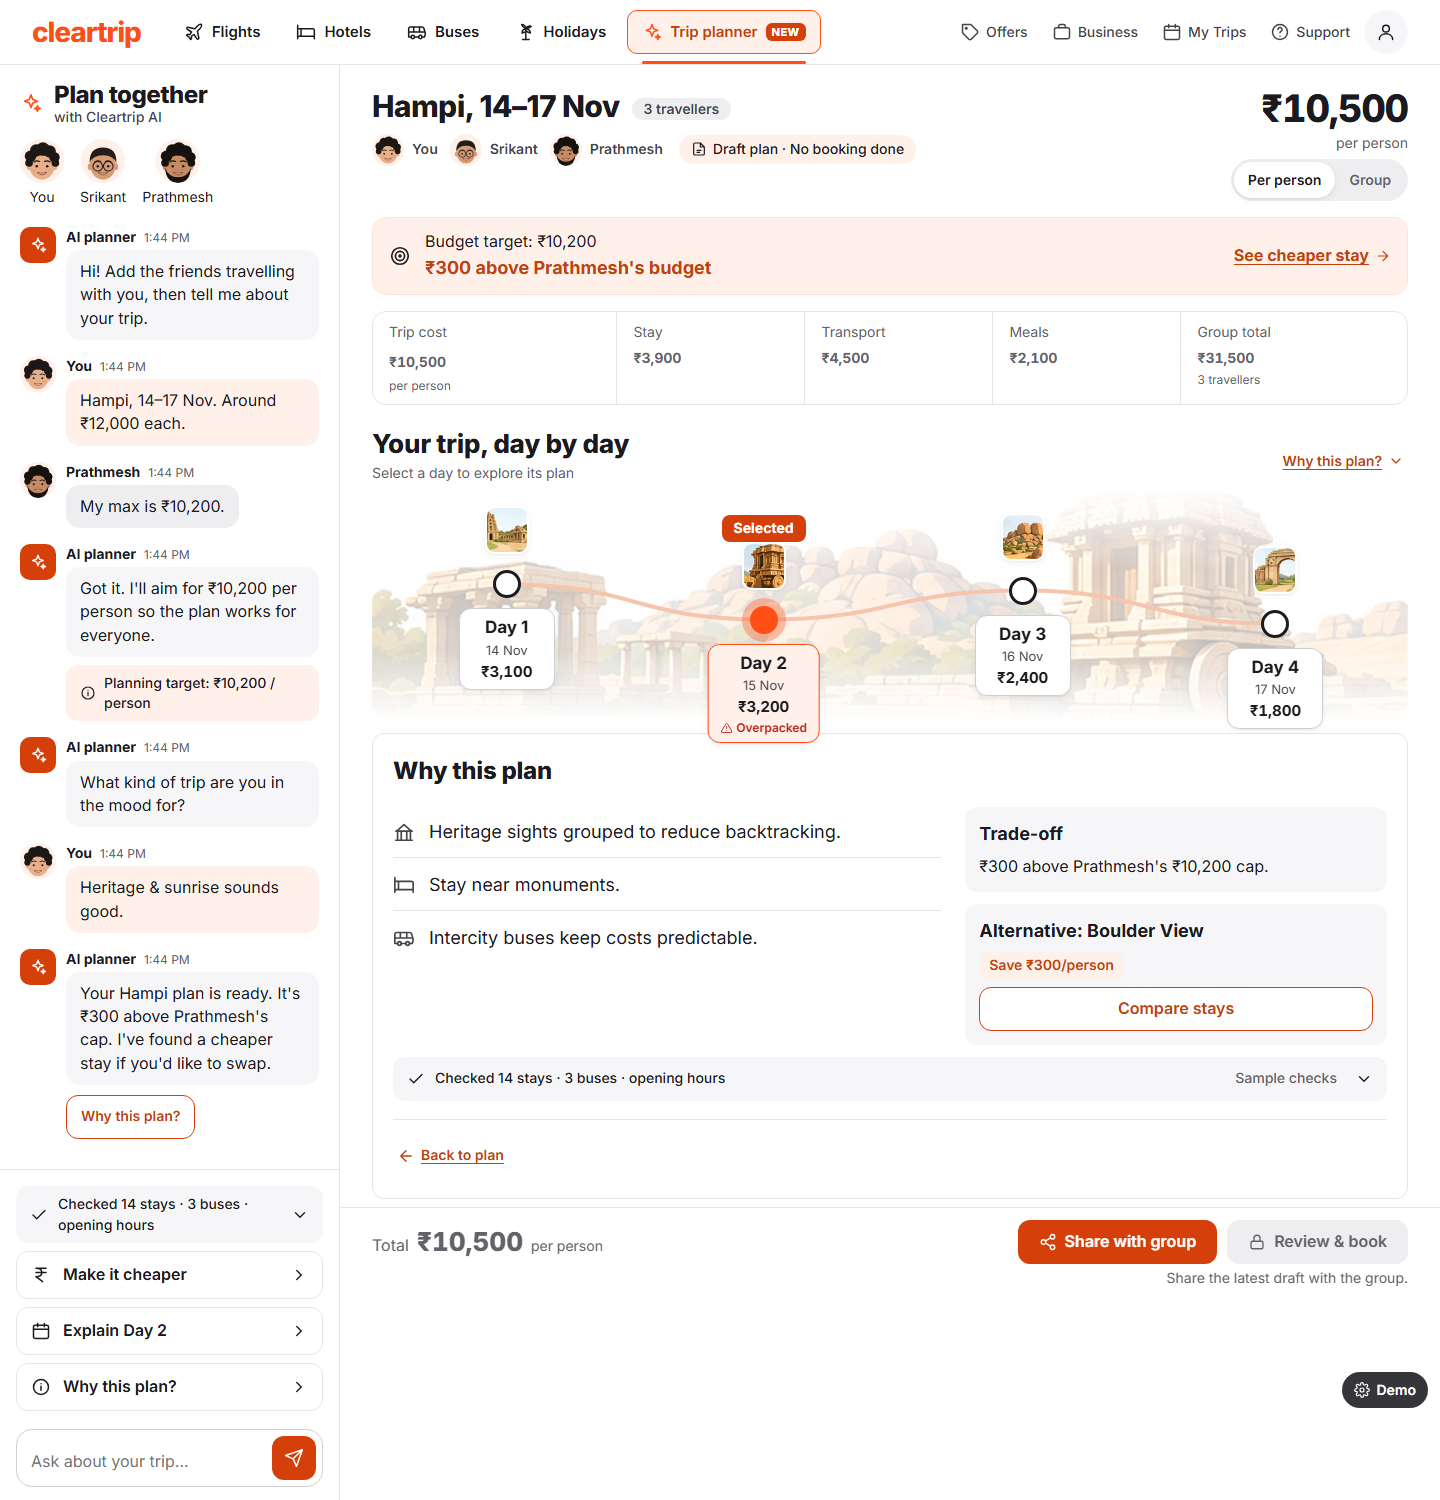 cleartrip
Flights
Hotels
Buses
Holidays
Trip planner NEW
Offers
Business
My Trips
Support
Plan together
with Cleartrip AI
You
Srikant
Prathmesh
AI planner 1:44 PM
Hi! Add the friends travelling
with you, then tell me about
your trip.
You 1:44 PM
Hampi, 14–17 Nov. Around
₹12,000 each.
Prathmesh 1:44 PM
My max is ₹10,200.
AI planner 1:44 PM
Got it. I'll aim for ₹10,200 per
person so the plan works for
everyone.
Planning target: ₹10,200 /
person
AI planner 1:44 PM
What kind of trip are you in
the mood for?
You 1:44 PM
Heritage & sunrise sounds
good.
AI planner 1:44 PM
Your Hampi plan is ready. It's
₹300 above Prathmesh's
cap. I've found a cheaper
stay if you'd like to swap.
Why this plan?
Checked 14 stays · 3 buses ·
opening hours
Make it cheaper
Explain Day 2
Why this plan?
Ask about your trip...
Hampi, 14–17 Nov 3 travellers
You
Srikant
Prathmesh
Draft plan · No booking done
₹10,500
per person
Per person
Group
Budget target: ₹10,200
₹300 above Prathmesh's budget
See cheaper stay
Trip cost
₹10,500
per person
Stay
₹3,900
Transport
₹4,500
Meals
₹2,100
Group total
₹31,500
3 travellers
Your trip, day by day
Select a day to explore its plan
Why this plan?
Day 1
14 Nov
₹3,100
Selected
Day 2
15 Nov
₹3,200
Overpacked
Day 3
16 Nov
₹2,400
Day 4
17 Nov
₹1,800
Why this plan
Heritage sights grouped to reduce backtracking.
Stay near monuments.
Intercity buses keep costs predictable.
Trade-off
₹300 above Prathmesh's ₹10,200 cap.
Alternative: Boulder View
Save ₹300/person
Compare stays
Checked 14 stays · 3 buses · opening hours
Sample checks
Back to plan
Total ₹10,500 per person
Share with group
Review & book
Share the latest draft with the group.
Demo